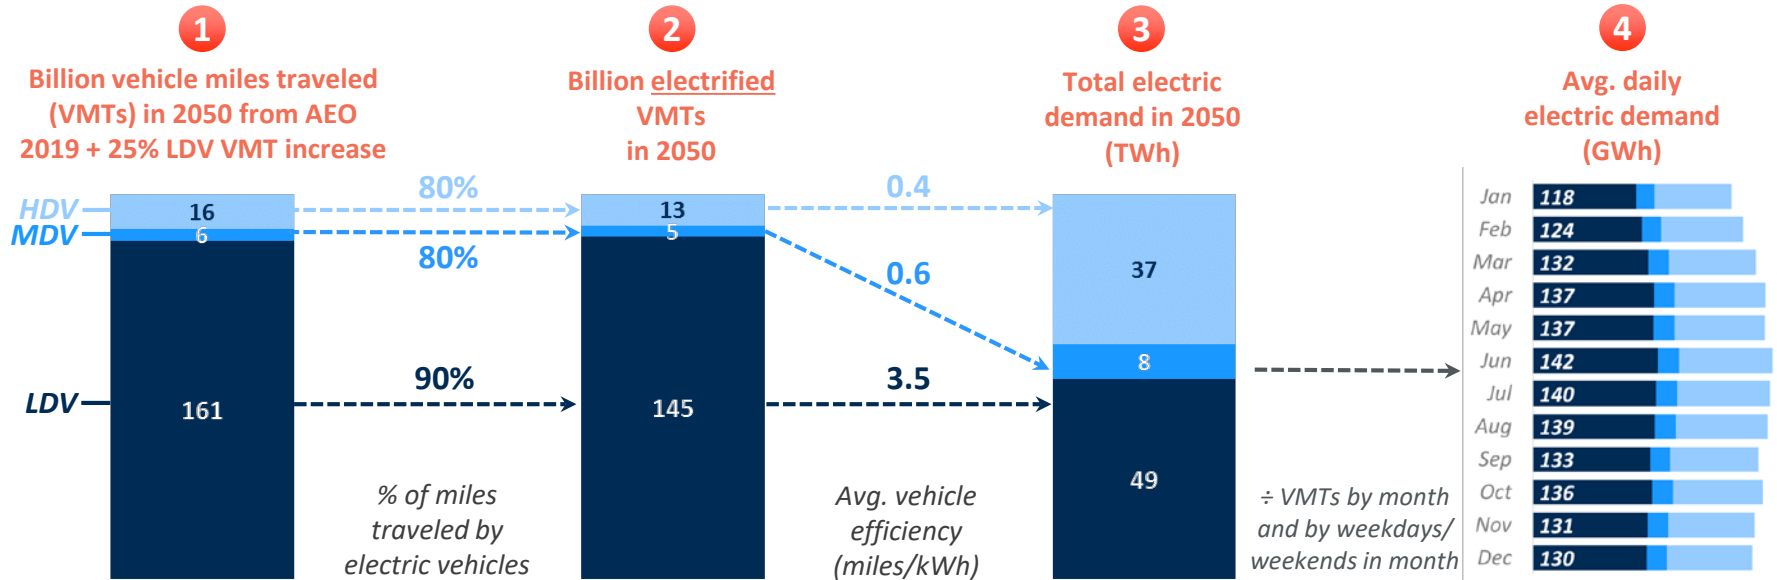 1
Billion vehicle miles traveled
(VMTs) in 2050 from AEO
2019 + 25% LDV VMT increase
2
Billion electrified
VMTs
in 2050
3
Total electric
demand in 2050
(TWh)
4
Avg. daily
electric demand
(GWh)
HDV
MDV
LDV
16
6
161
80%
80%
90%
% of miles
traveled by
electric vehicles
13
5
145
0.4
0.6
3.5
Avg. vehicle
efficiency
(miles/kWh)
37
8
49
÷ VMTs by month
and by weekdays/
weekends in month
Jan 118
Feb 124
Mar 132
Apr 137
May 137
Jun 142
Jul 140
Aug 139
Sep 133
Oct 136
Nov 131
Dec 130